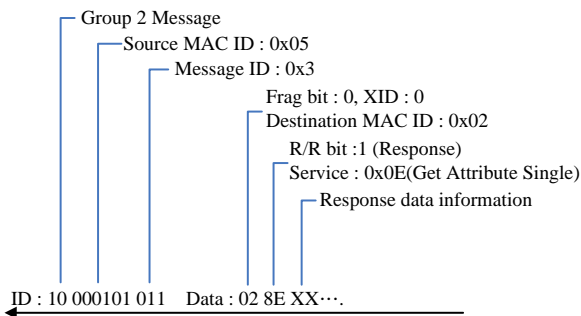 Group 2 Message
Source MAC ID : 0x05
Message ID : 0x3
Frag bit : 0, XID : 0
Destination MAC ID : 0x02
R/R bit :1 (Response)
Service : 0x0E(Get Attribute Single)
Response data information
ID : 10 000101 011 Data : 02 8E XX⋯.